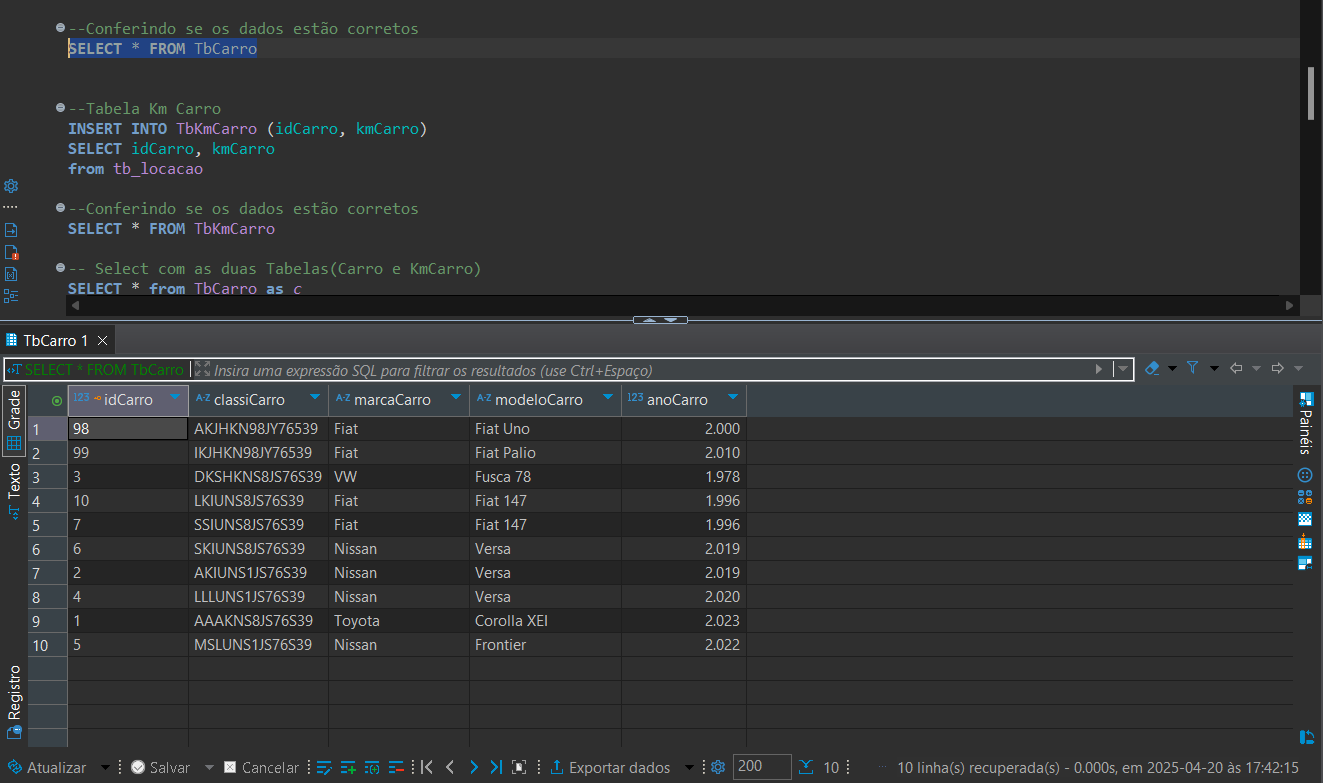 --Conferindo se os dados estão corretos
SELECT * FROM TbCarro
--Tabela Km Carro
INSERT INTO TbKmCarro (idCarro, kmCarro)
SELECT idCarro, kmCarro
from tb_locacao
--Conferindo se os dados estão corretos
SELECT * FROM TbKmCarro
-- Select com as duas Tabelas(Carro e KmCarro)
SELECT * from TbCarro as c
TbCarro 1
SELECT * FROM TbCarro Insira uma expressão SQL para filtrar os resultados (use Ctrl+Espaço)
Grade
Texto
Registro
Painéis
123 idCarro A-Z classiCarro A-Z marcaCarro A-Z modeloCarro 123 anoCarro
1 98 AKJHKN98JY76539 Fiat Fiat Uno 2.000
2 99 IKJHKN98JY76539 Fiat Fiat Palio 2.010
3 3 DKSHKNS8JS76S39 VW Fusca 78 1.978
4 10 LKIUNS8JS76S39 Fiat Fiat 147 1.996
5 7 SSIUNS8JS76S39 Fiat Fiat 147 1.996
6 6 SKIUNS8JS76S39 Nissan Versa 2.019
7 2 AKIUNS1JS76S39 Nissan Versa 2.019
8 4 LLLUNS1JS76S39 Nissan Versa 2.020
9 1 AAAKNS8JS76S39 Toyota Corolla XEI 2.023
10 5 MSLUNS1JS76S39 Nissan Frontier 2.022
Atualizar Salvar Cancelar Exportar dados 200 10 10 linha(s) recuperada(s) - 0.000s, em 2025-04-20 às 17:42:15